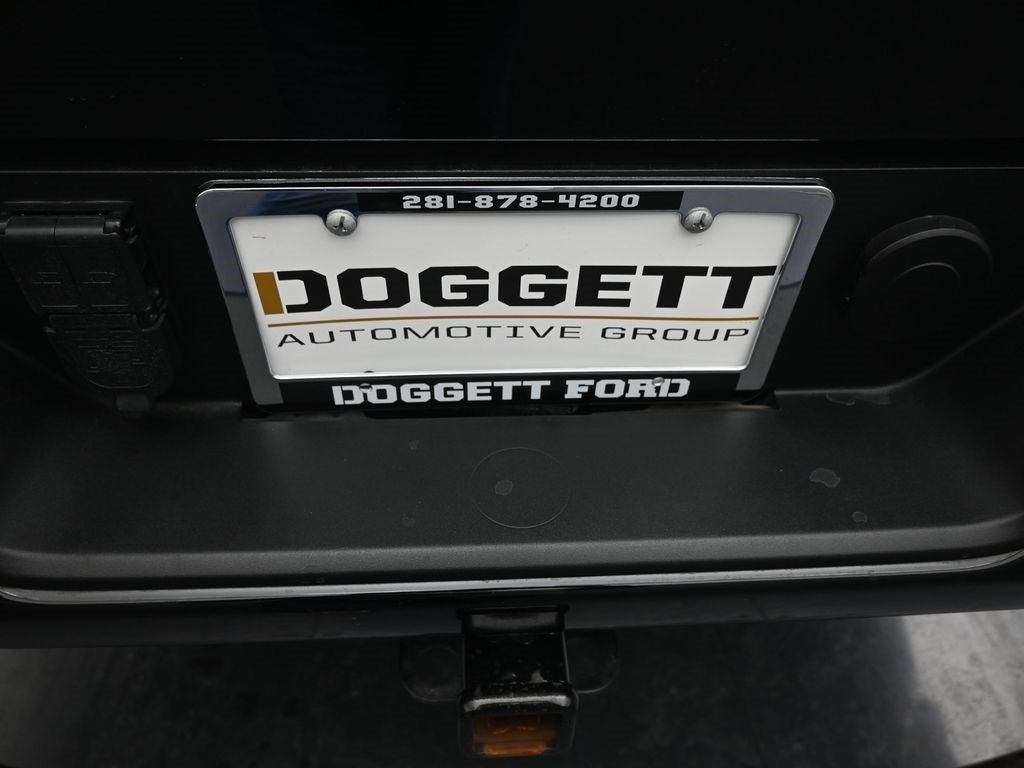 281-878-4200
DOGGETT
AUTOMOTIVE GROUP
DOGGETT FORD